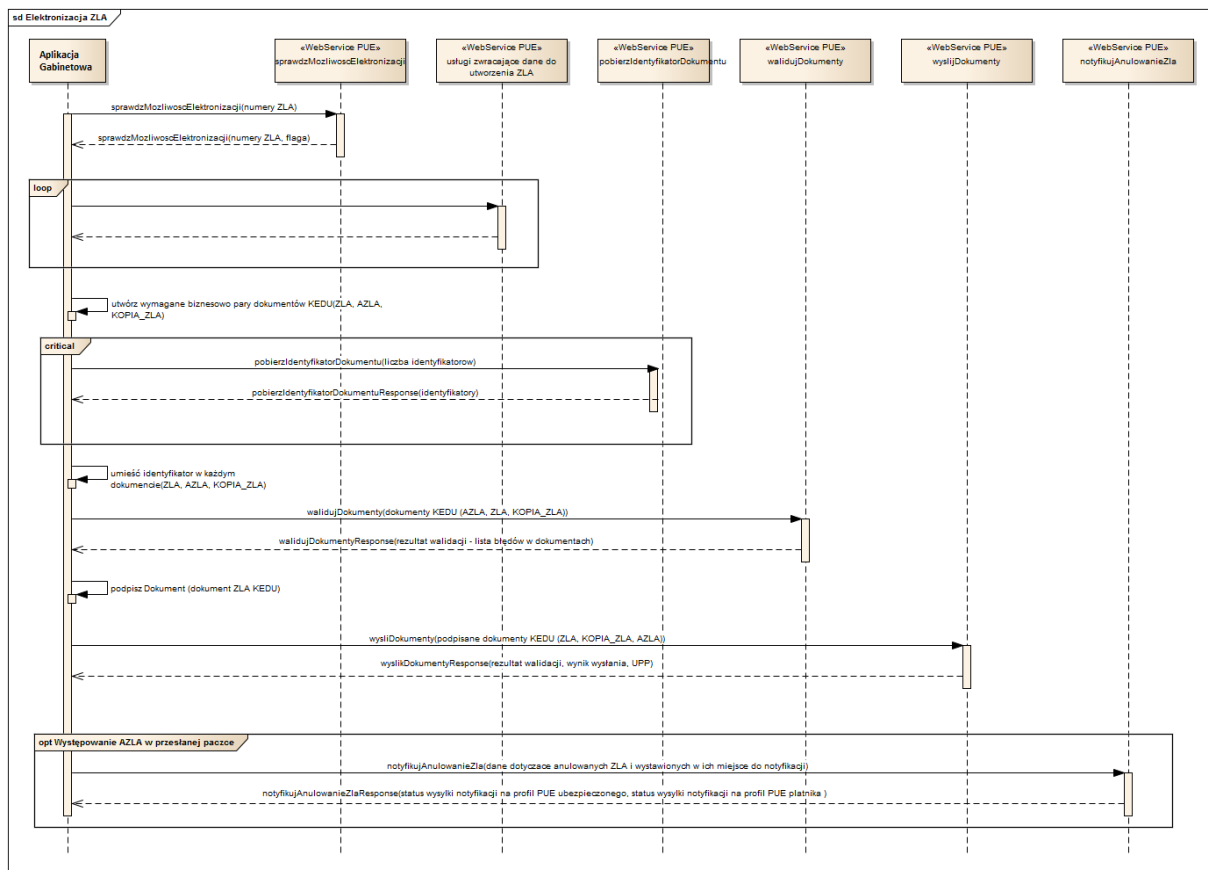 sd Elektronizacja ZLA
Aplikacja
Gabinetowa
«WebService PUE»
sprawdzMozliwoscElektronizacji
«WebService PUE»
usługi zwracające dane do
utworzenia ZLA
«WebService PUE»
pobierzIdentyfikatorDokumentu
«WebService PUE»
walidujDokumenty
«WebService PUE»
wyslijDokumenty
«WebService PUE»
notyfikujAnulowanieZla
sprawdzMozliwoscElektronizacji(numery ZLA)
sprawdzMozliwoscElektronizacji(numery ZLA, flaga)
loop
utwórz wymagane biznesowo pary dokumentów KEDU(ZLA, AZLA,
KOPIA_ZLA)
critical
pobierzIdentyfikatorDokumentu(liczba identyfikatorow)
pobierzIdentyfikatorDokumentuResponse(identyfikatory)
umieść identyfikator w każdym
dokumencie(ZLA, AZLA, KOPIA_ZLA)
walidujDokumenty(dokumenty KEDU (AZLA, ZLA, KOPIA_ZLA))
walidujDokumentyResponse(rezultat walidacji - lista błędów w dokumentach)
podpisz Dokument (dokument ZLA KEDU)
wysliDokumenty(podpisane dokumenty KEDU (ZLA, KOPIA_ZLA, AZLA))
wyslikDokumentyResponse(rezultat walidacji, wynik wysłania, UPP)
opt Występowanie AZLA w przesłanej paczce
notyfikujAnulowanieZla(dane dotyczace anulowanych ZLA i wystawionych w ich miejsce do notyfikacji)
notyfikujAnulowanieZlaResponse(status wysylki notyfikacji na profil PUE ubezpieczonego, status wysylki notyfikacji na profil PUE platnika )